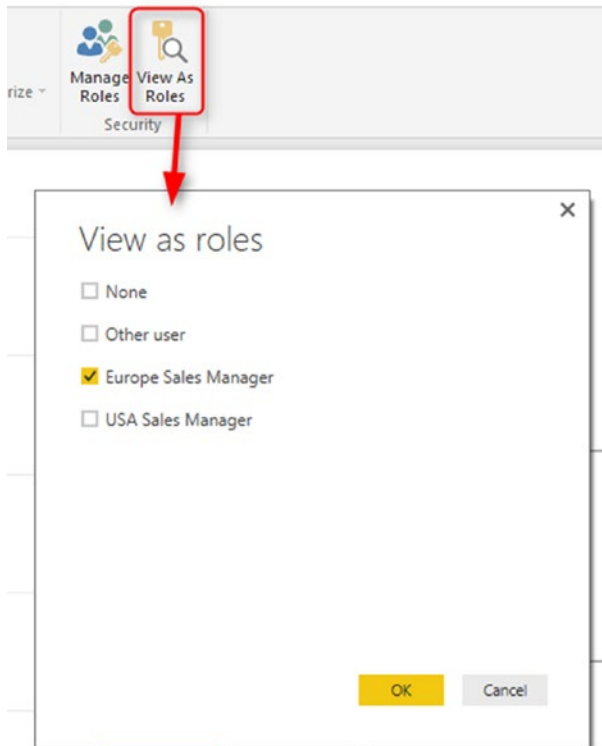 rize
Manage View As
Roles Roles
Security
View as roles
None
Other user
Europe Sales Manager
USA Sales Manager
OK Cancel